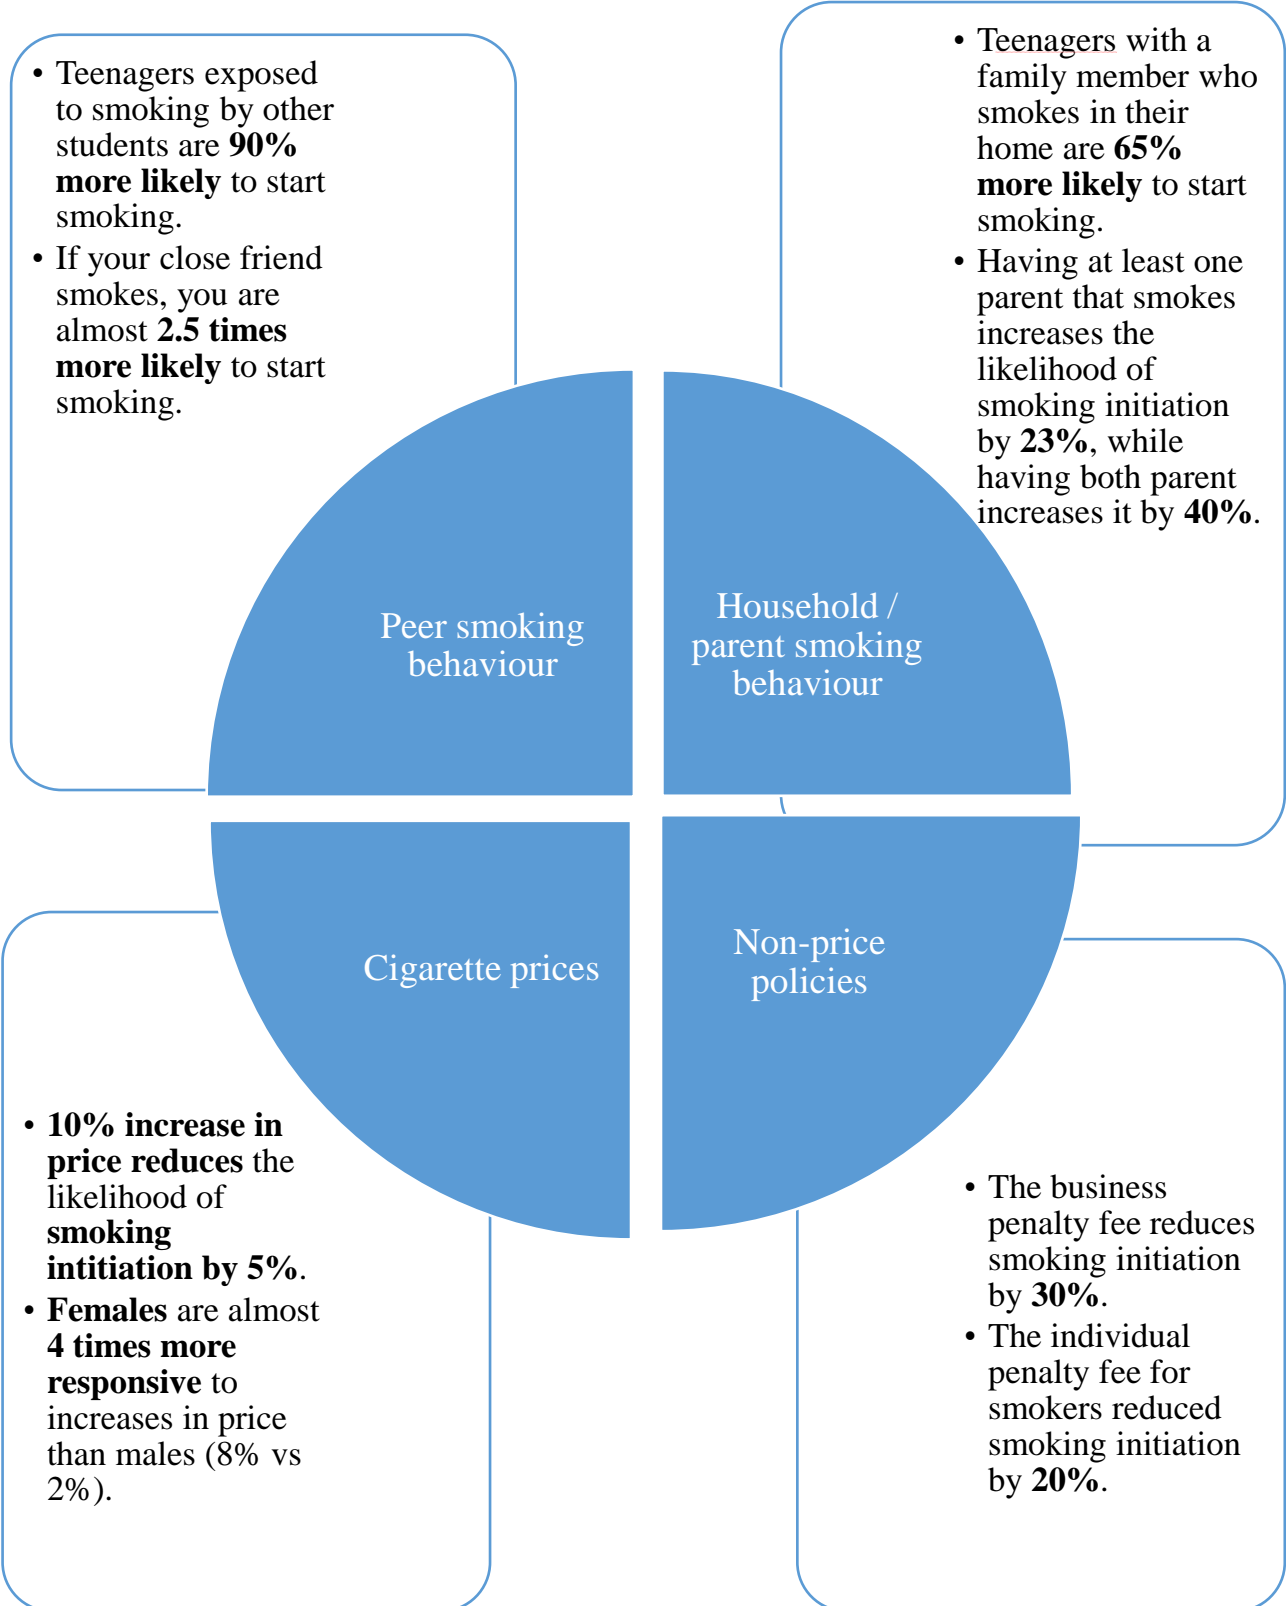 • Teenagers exposed
to smoking by other
students are 90%
more likely to start
smoking.
• If your close friend
smokes, you are
almost 2.5 times
more likely to start
smoking.
• Teenagers with a
family member who
smokes in their
home are 65%
more likely to start
smoking.
• Having at least one
parent that smokes
increases the
likelihood of
smoking initiation
by 23%, while
having both parent
increases it by 40%.
Peer smoking
behaviour
Household /
parent smoking
behaviour
Cigarette prices
Non-price
policies
• 10% increase in
price reduces the
likelihood of
smoking
intitiation by 5%.
• Females are almost
4 times more
responsive to
increases in price
than males (8% vs
2%).
• The business
penalty fee reduces
smoking initiation
by 30%.
• The individual
penalty fee for
smokers reduced
smoking initiation
by 20%.